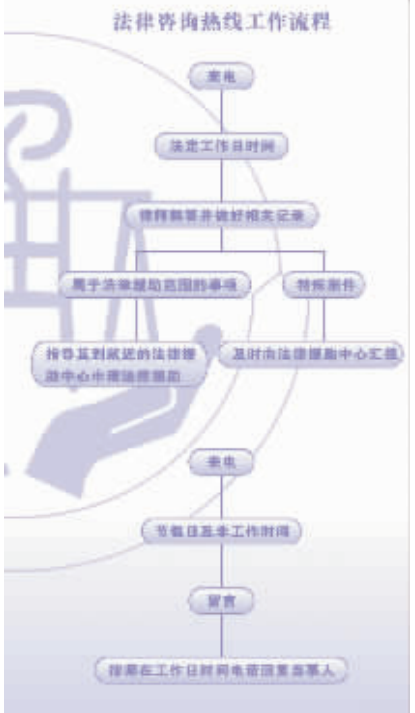 法律咨询热线工作流程
来电
法定工作日时间
律师解答并做好相关记录
属于法律援助范围的事项
特殊案件
指导其到就近的法律援
助中心申请法律援助
及时向法律援助中心汇报
来电
节假日及非工作时间
留言
律师在工作日时间电话回复当事人